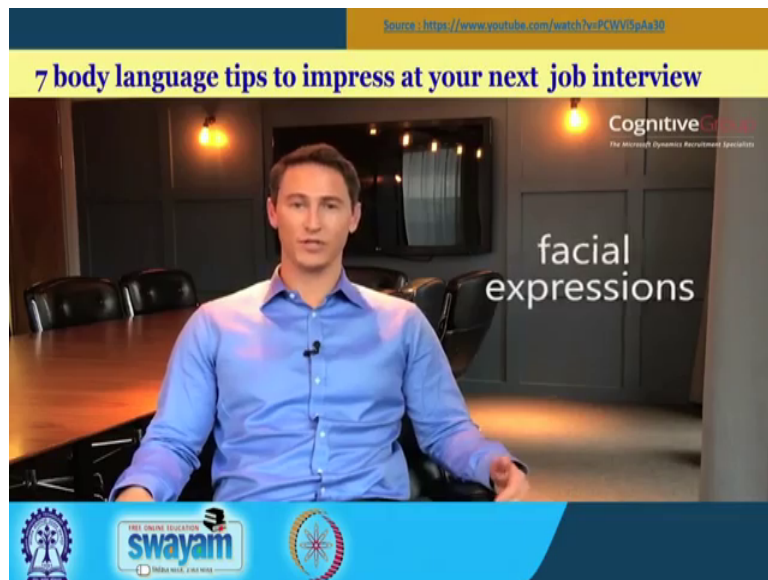 Source : https://www.youtube.com/watch?v=PCWVi5pAa30
7 body language tips to impress at your next job interview
CognitiveGroup
The Microsoft Dynamics Recruitment Specialists
facial
expressions
FREE ONLINE EDUCATION
swayam